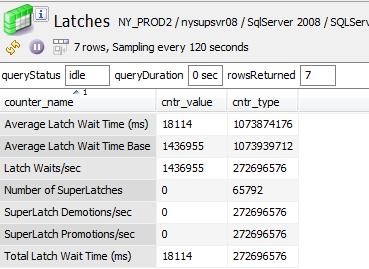 Latches NY_PROD2 / nysupsvr08 / SqlServer 2008 / SQLServ
7 rows, Sampling every 120 seconds
queryStatus idle queryDuration 0 sec rowsReturned 7
counter_name 1 cntr_value cntr_type
Average Latch Wait Time (ms) 18114 1073874176
Average Latch Wait Time Base 1436955 1073939712
Latch Waits/sec 1436955 272696576
Number of SuperLatches 0 65792
SuperLatch Demotions/sec 0 272696576
SuperLatch Promotions/sec 0 272696576
Total Latch Wait Time (ms) 18114 272696576